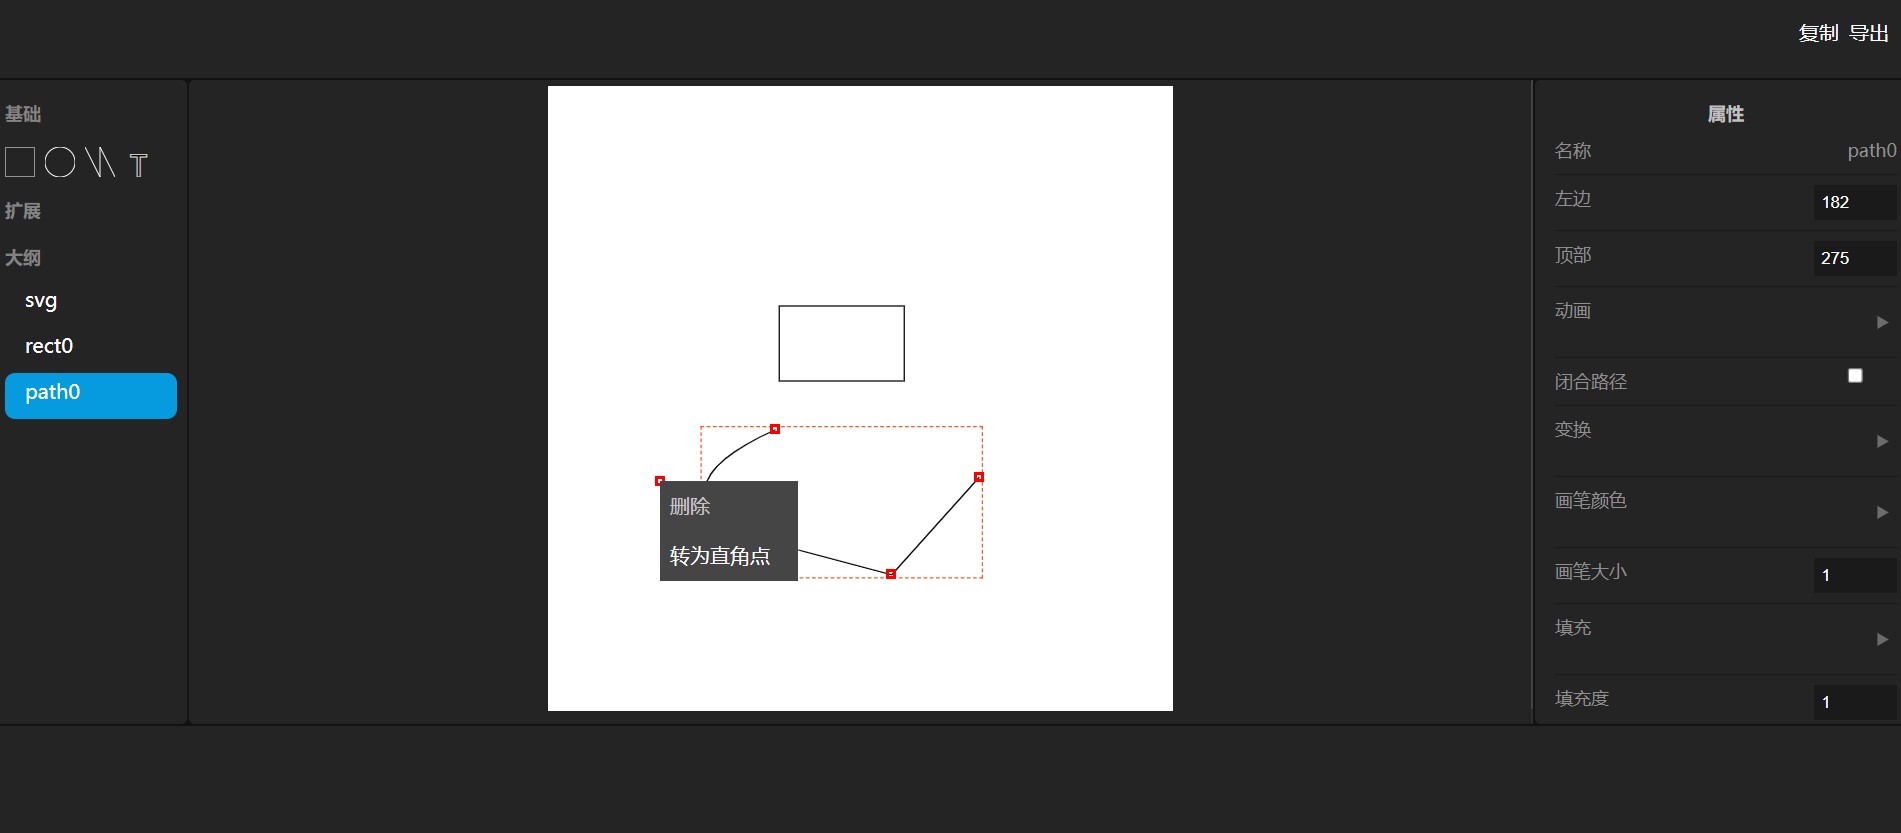 复制 导出
基础
T
扩展
大纲
svg
rect0
path0
删除
转为直角点
属性
名称 path0
左边 182
顶部 275
动画
闭合路径
变换
画笔颜色
画笔大小 1
填充
填充度 1